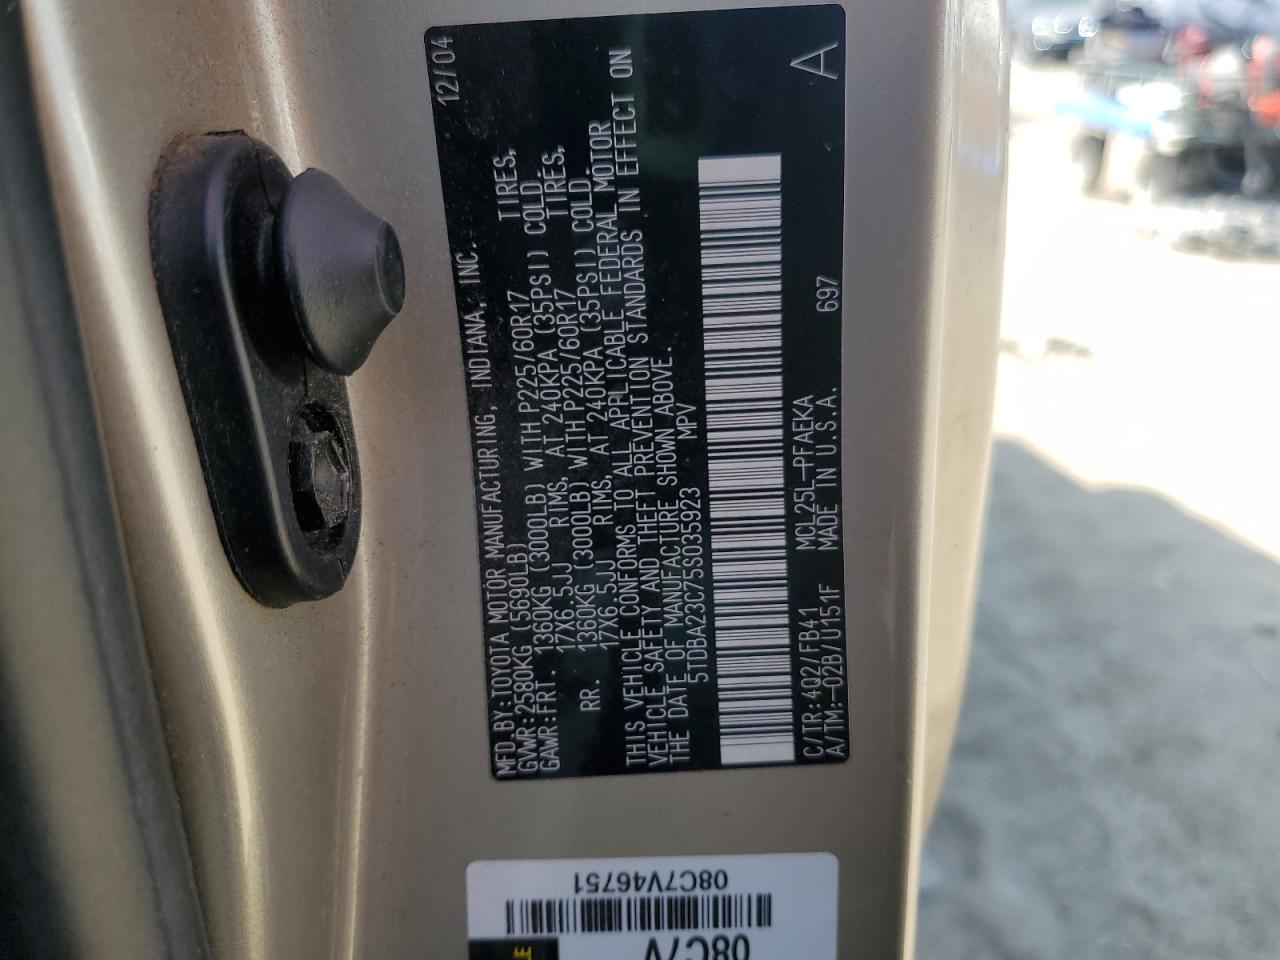 MFD.BY:TOYOTA MOTOR MANUFACTURING, INDIANA, INC. 12/04
GVWR:2580KG (5690LB)
GAWR:FRT. 1360KG (3000LB) WITH P225/60R17 TIRES,
17X6.5JJ RIMS, AT 240KPA (35PSI) COLD.
RR. 1360KG (3000LB) WITH P225/60R17 TIRES,
17X6.5JJ RIMS, AT 240KPA (35PSI) COLD.
THIS VEHICLE CONFORMS TO ALL APPLICABLE FEDERAL MOTOR
VEHICLE SAFETY AND THEFT PREVENTION STANDARDS IN EFFECT ON
THE DATE OF MANUFACTURE SHOWN ABOVE.
5TDBA23C75S035923 MPV
A
C/TR:4Q2/FB41 MCL25L-PFAEKA 697
A/TM:-02B/U151F MADE IN U.S.A.
08C7V46751
08C7V